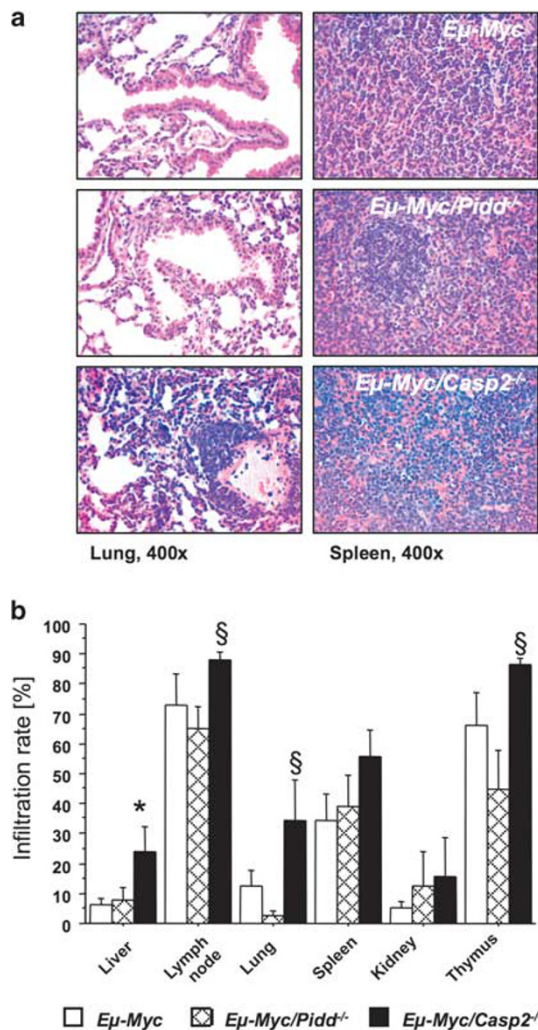 a
Eμ-Myc
Eμ-Myc/Pidd-/-
Eμ-Myc/Casp2-/-
Lung, 400x
Spleen, 400x
b
Infiltration rate [%]
100
90
80
70
60
50
40
30
20
10
0
*
§
§
§
Liver
Lymph
node
Lung
Spleen
Kidney
Thymus
Eμ-Myc
Eμ-Myc/Pidd-/-
Eμ-Myc/Casp2-/